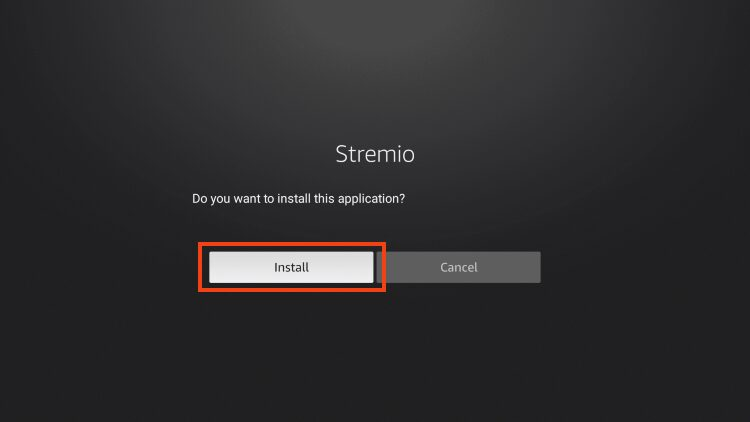 Stremio
Do you want to install this application?
Install
Cancel